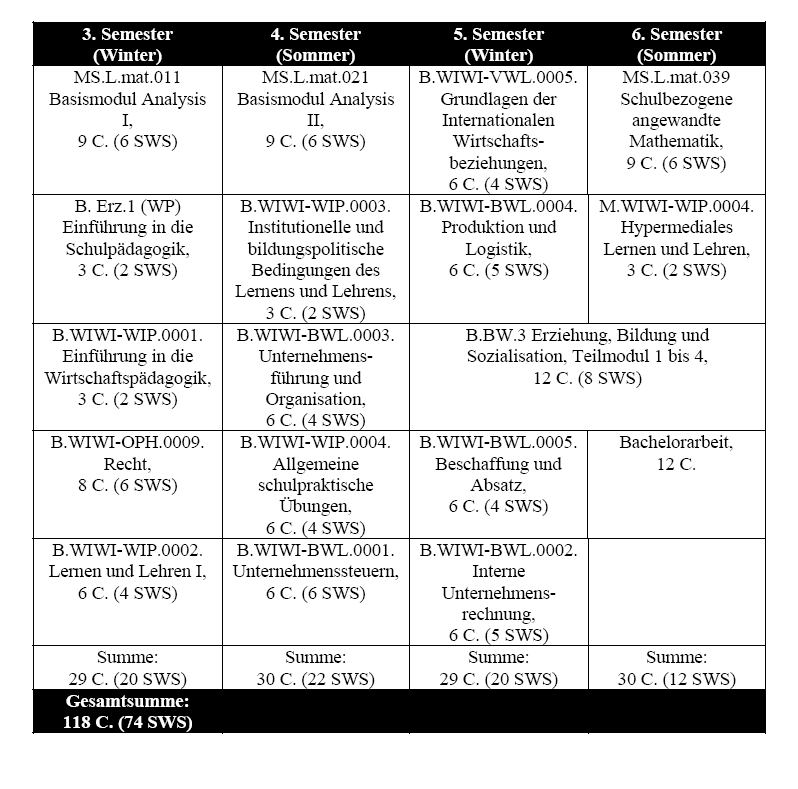 3. Semester
(Winter)
4. Semester
(Sommer)
5. Semester
(Winter)
6. Semester
(Sommer)
MS.L.mat.011
Basismodul Analysis
I,
9 C. (6 SWS)
MS.L.mat.021
Basismodul Analysis
II,
9 C. (6 SWS)
B.WIWI-VWL.0005.
Grundlagen der
Internationalen
Wirtschafts-
beziehungen,
6 C. (4 SWS)
MS.L.mat.039
Schulbezogene
angewandte
Mathematik,
9 C. (6 SWS)
B. Erz.1 (WP)
Einführung in die
Schulpädagogik,
3 C. (2 SWS)
B.WIWI-WIP.0003.
Institutionelle und
bildungspolitische
Bedingungen des
Lernens und Lehrens,
3 C. (2 SWS)
B.WIWI-BWL.0004.
Produktion und
Logistik,
6 C. (5 SWS)
M.WIWI-WIP.0004.
Hypermediales
Lernen und Lehren,
3 C. (2 SWS)
B.WIWI-WIP.0001.
Einführung in die
Wirtschaftspädagogik,
3 C. (2 SWS)
B.WIWI-BWL.0003.
Unternehmens-
führung und
Organisation,
6 C. (4 SWS)
B.BW.3 Erziehung, Bildung und
Sozialisation, Teilmodul 1 bis 4,
12 C. (8 SWS)
B.WIWI-OPH.0009.
Recht,
8 C. (6 SWS)
B.WIWI-WIP.0004.
Allgemeine
schulpraktische
Übungen,
6 C. (4 SWS)
B.WIWI-BWL.0005.
Beschaffung und
Absatz,
6 C. (4 SWS)
Bachelorarbeit,
12 C.
B.WIWI-WIP.0002.
Lernen und Lehren I,
6 C. (4 SWS)
B.WIWI-BWL.0001.
Unternehmenssteuern,
6 C. (6 SWS)
B.WIWI-BWL.0002.
Interne
Unternehmens-
rechnung,
6 C. (5 SWS)
Summe:
29 C. (20 SWS)
Summe:
30 C. (22 SWS)
Summe:
29 C. (20 SWS)
Summe:
30 C. (12 SWS)
Gesamtsumme:
118 C. (74 SWS)